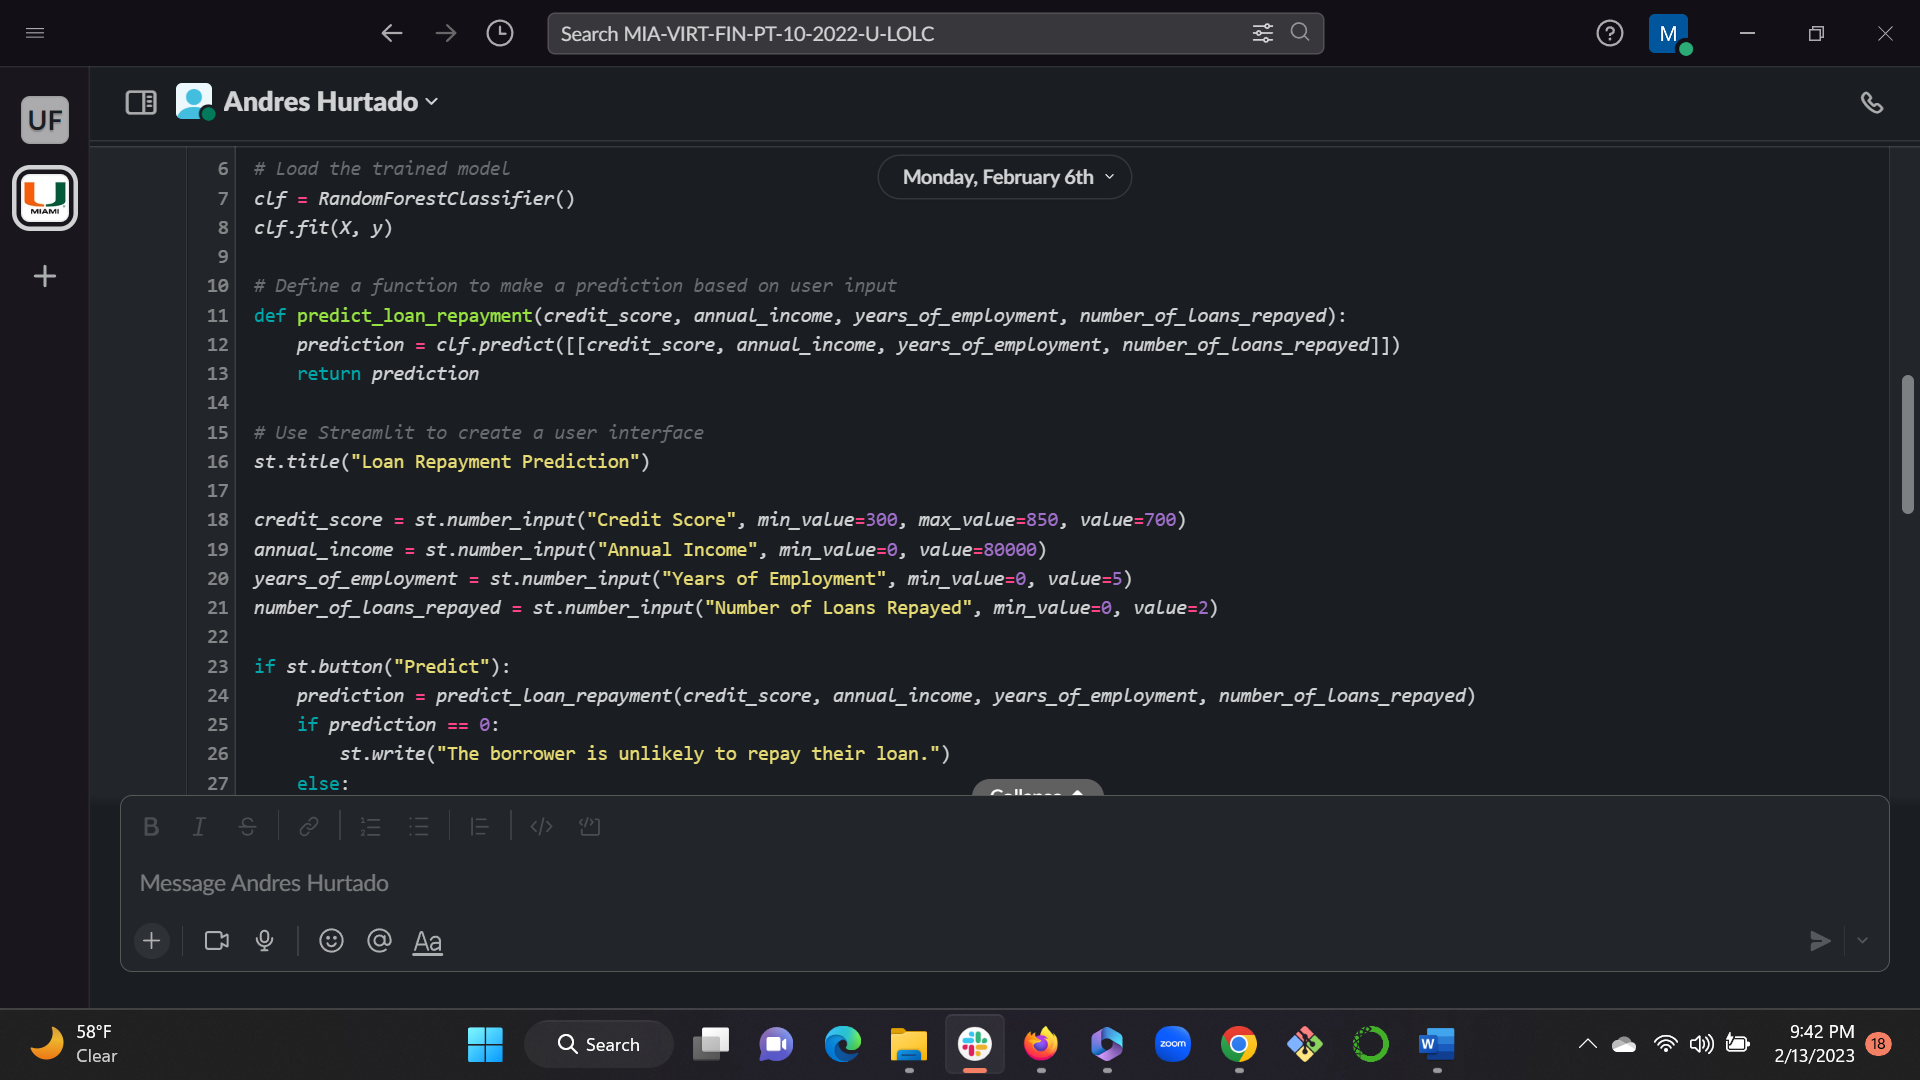 Search MIA-VIRT-FIN-PT-10-2022-U-LOLC
M
UF
Andres Hurtado
MIAMI
Monday, February 6th
6 # Load the trained model
7 clf = RandomForestClassifier()
8 clf.fit(X, y)
9
10 # Define a function to make a prediction based on user input
11 def predict_loan_repayment(credit_score, annual_income, years_of_employment, number_of_loans_repayed):
12 prediction = clf.predict([[credit_score, annual_income, years_of_employment, number_of_loans_repayed]])
13 return prediction
14
15 # Use Streamlit to create a user interface
16 st.title("Loan Repayment Prediction")
17
18 credit_score = st.number_input("Credit Score", min_value=300, max_value=850, value=700)
19 annual_income = st.number_input("Annual Income", min_value=0, value=80000)
20 years_of_employment = st.number_input("Years of Employment", min_value=0, value=5)
21 number_of_loans_repayed = st.number_input("Number of Loans Repayed", min_value=0, value=2)
22
23 if st.button("Predict"):
24 prediction = predict_loan_repayment(credit_score, annual_income, years_of_employment, number_of_loans_repayed)
25 if prediction == 0:
26 st.write("The borrower is unlikely to repay their loan.")
27 else:
Collapse
Message Andres Hurtado
Aa
58°F
Clear
Search
zoom
W
9:42 PM
2/13/2023
18